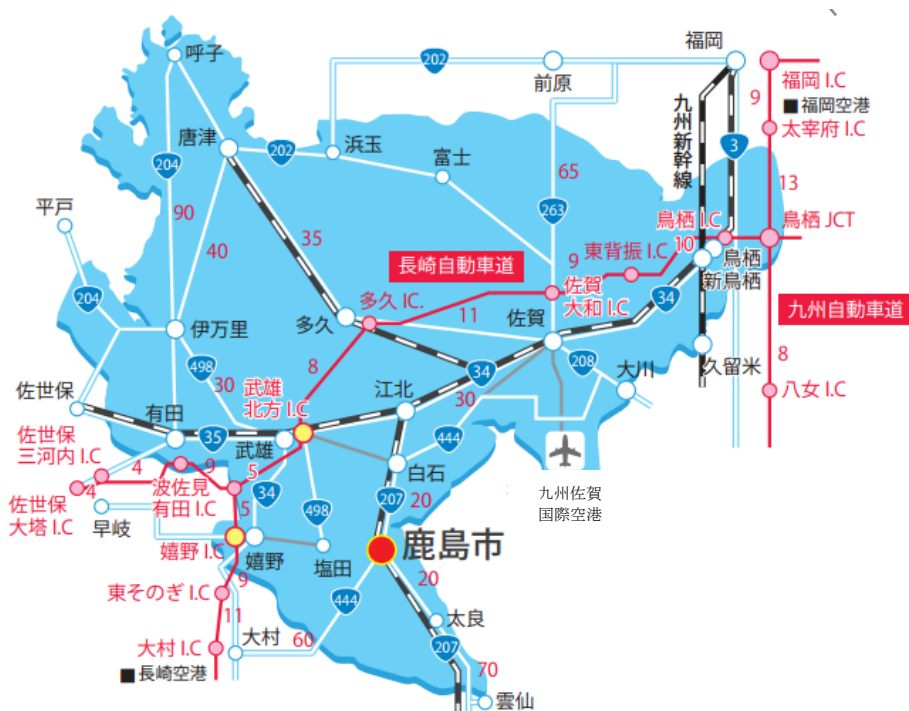 呼子
福岡
202
前原
福岡 I.C
9
■福岡空港
太宰府 I.C
九州新幹線
3
唐津
202
浜玉
富士
204
65
13
平戸
90
263
鳥栖 I.C
鳥栖 JCT
40
35
10
東背振 I.C
長崎自動車道
9
鳥栖
新鳥栖
204
佐賀
大和 I.C
34
九州自動車道
多久 IC.
11
伊万里
多久
佐賀
498
8
34
208
大川
久留米
8
佐世保
30
武雄
北方 I.C
江北
30
八女 I.C
有田
35
武雄
444
佐世保
三河内 I.C
4
9
5
白石
4
波佐見
有田 I.C
5
34
498
207
20
九州佐賀
国際空港
佐世保
大塔 I.C
早岐
嬉野 I.C
嬉野
塩田
鹿島市
9
20
東そのぎ I.C
444
11
太良
大村 I.C
大村
60
207
■長崎空港
70
雲仙